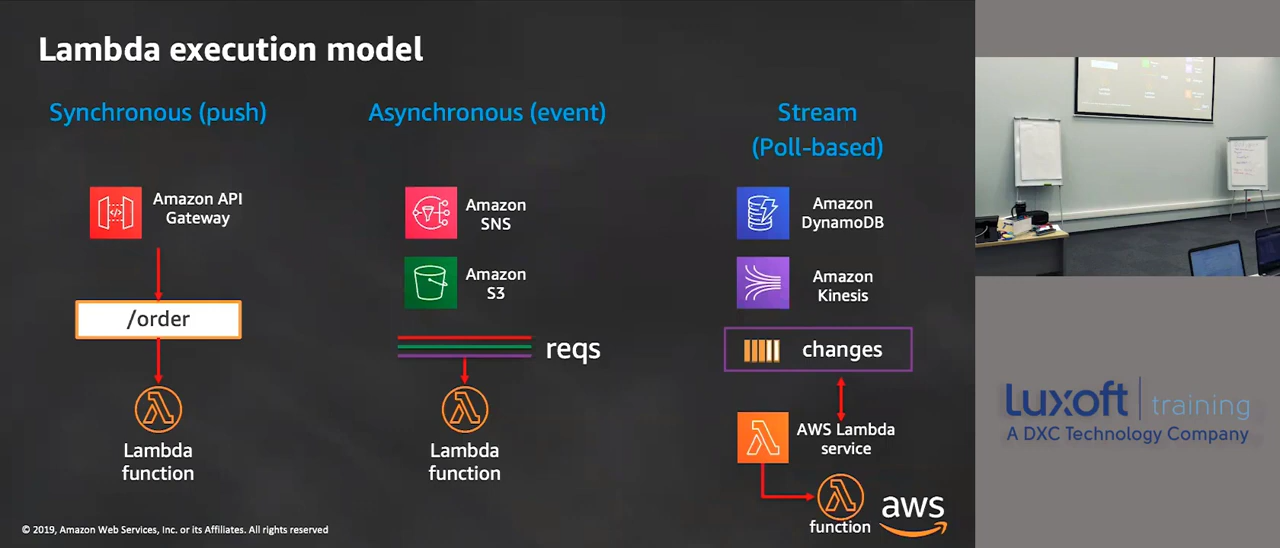 Lambda execution model
Synchronous (push)
Amazon API
Gateway
/order
Lambda
function
Asynchronous (event)
Amazon
SNS
Amazon
S3
reqs
Lambda
function
Stream
(Poll-based)
Amazon
DynamoDB
Amazon
Kinesis
changes
AWS Lambda
service
function
aws
© 2019, Amazon Web Services, Inc. or its Affiliates. All rights reserved
luxoft training
A DXC Technology Company